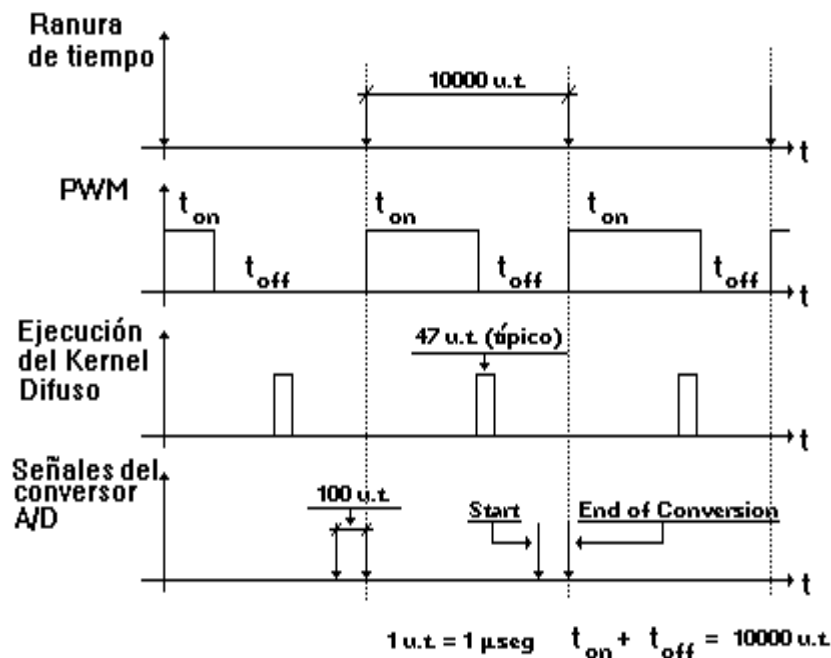 Ranura
de tiempo
10000 u.t.
t
PWM
t on
t on
t on
t off
t off
t off
t
Ejecución
del Kernel
Difuso
47 u.t. (típico)
t
Señales del
conversor
A/D
100 u.t.
Start
End of Conversion
t
1 u.t. = 1 µseg
t on + t off = 10000 u.t.